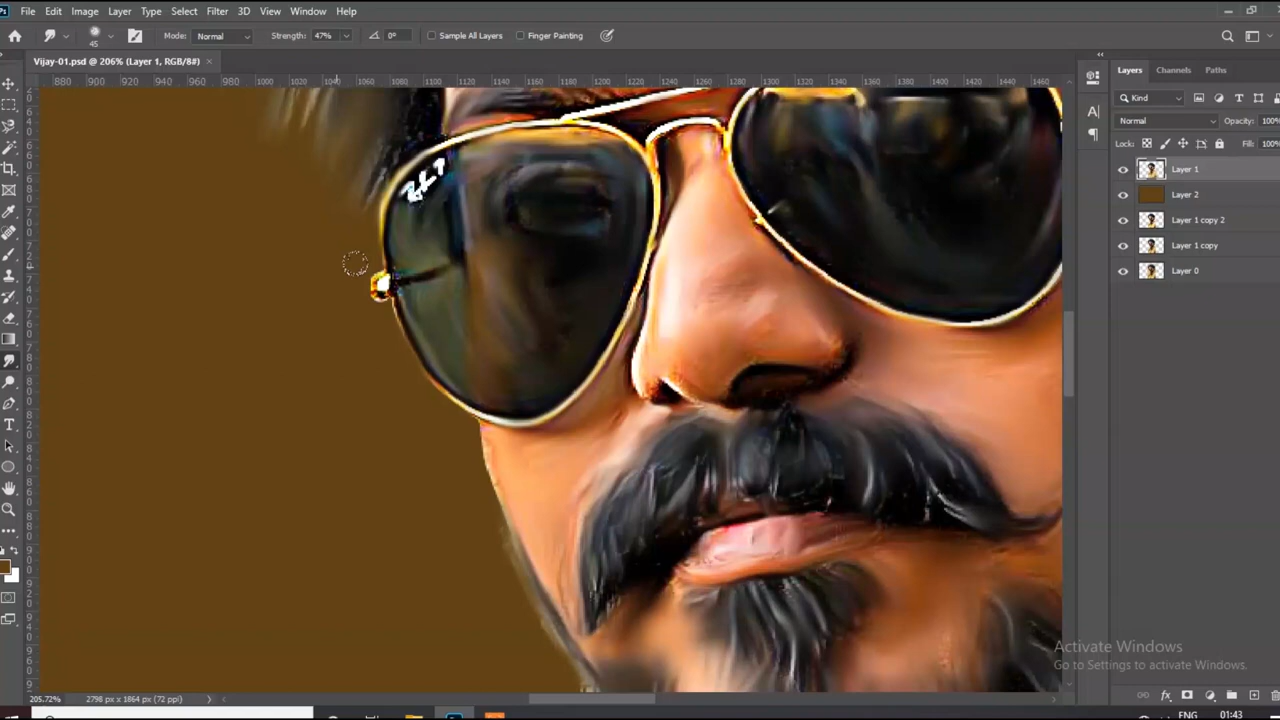 Ps File Edit Image Layer Type Select Filter 3D View Window Help
45 Mode: Normal Strength: 47% 0° Sample All Layers Finger Painting
Vijay-01.psd @ 206% (Layer 1, RGB/8#) ×
880 900 920 940 960 980 1000 1020 1040 1060 1080 1100 1120 1140 1160 1180 1200 1220 1240 1260 1280 1300 1320 1340 1360 1380 1400 1420 1440 1460
Layers Channels Paths
Kind
Normal Opacity: 100%
Lock: Fill: 100%
Layer 1
Layer 2
Layer 1 copy 2
Layer 1 copy
Layer 0
Activate Windows
Go to Settings to activate Windows.
205.72% 2798 px x 1864 px (72 ppi)
ENG 01:43